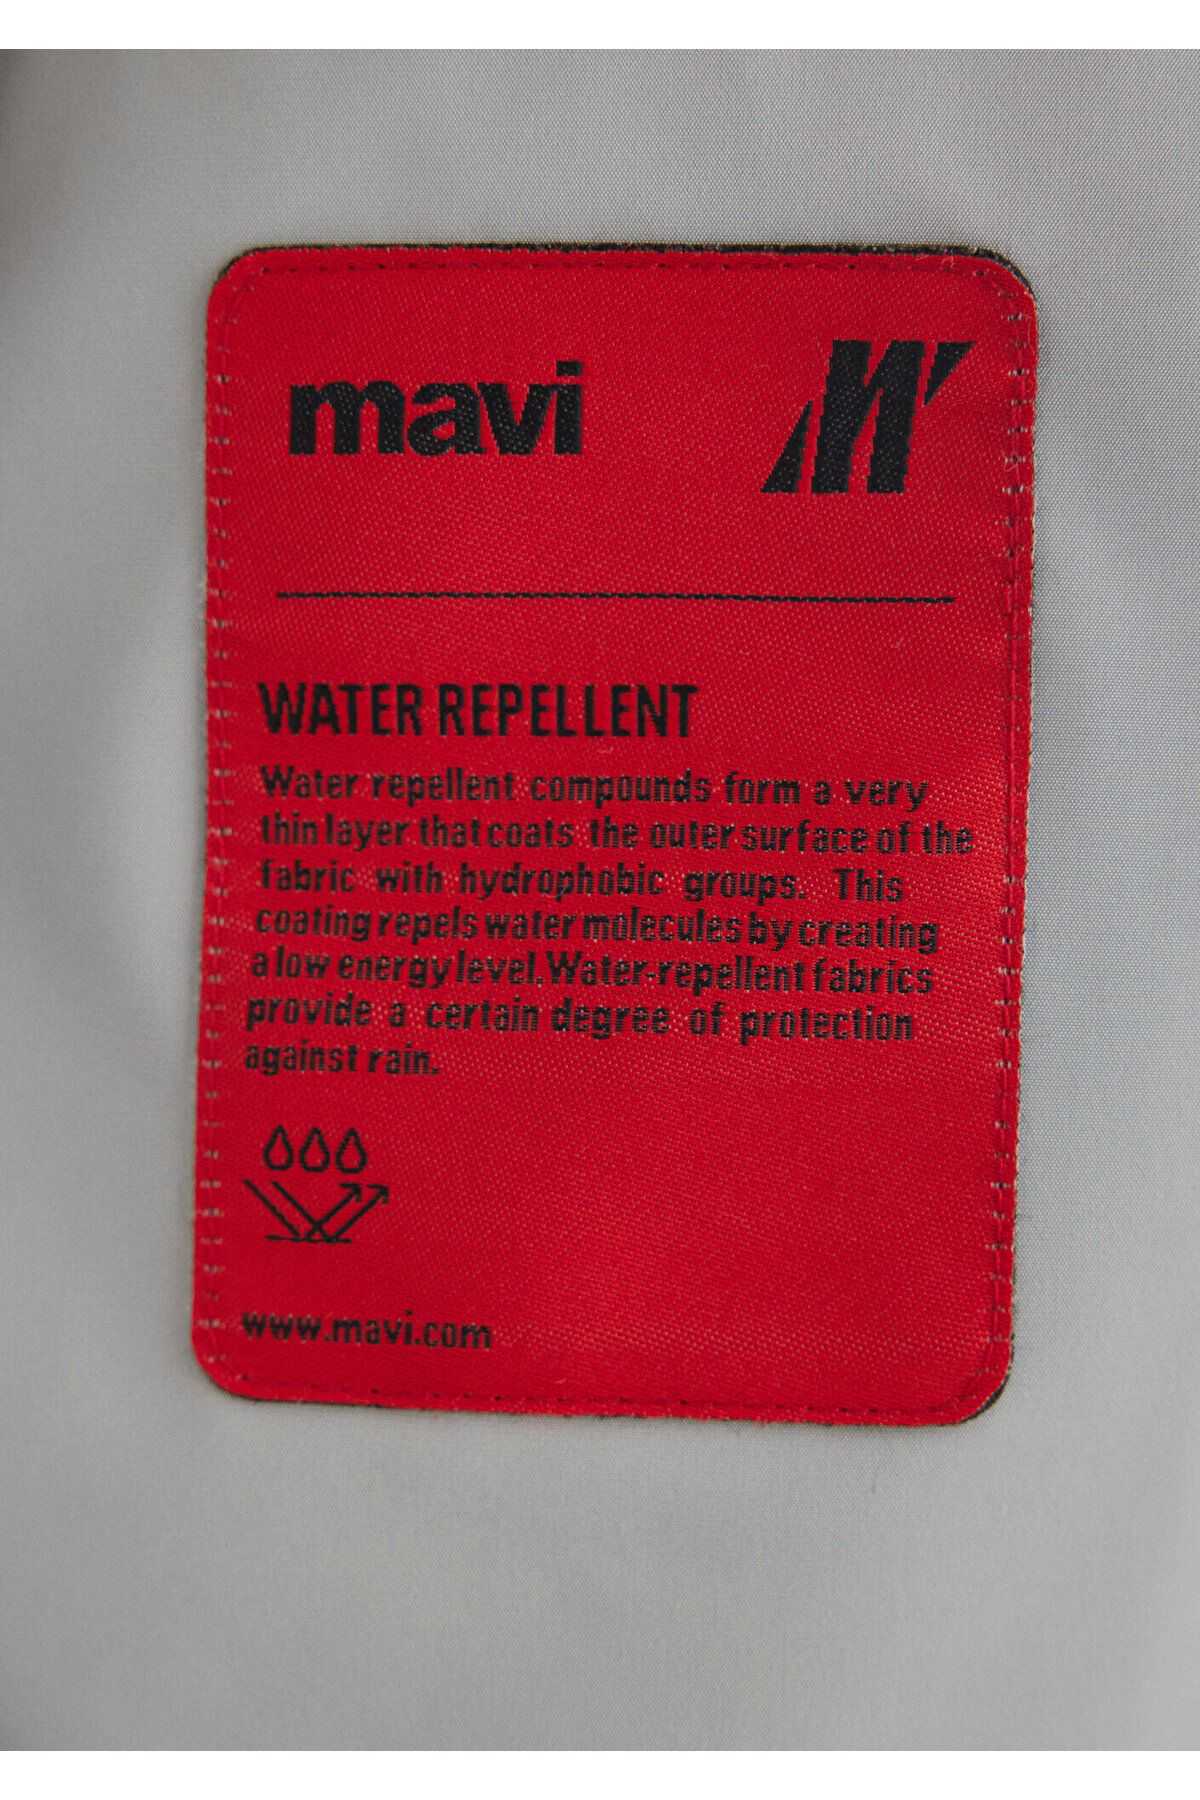 mavi
WATER REPELLENT
Water repellent compounds form a very
thin layer that coats the outer surface of the
fabric with hydrophobic groups. This
coating repels water molecules by creating
a low energy level. Water-repellent fabrics
provide a certain degree of protection
against rain.
www.mavi.com